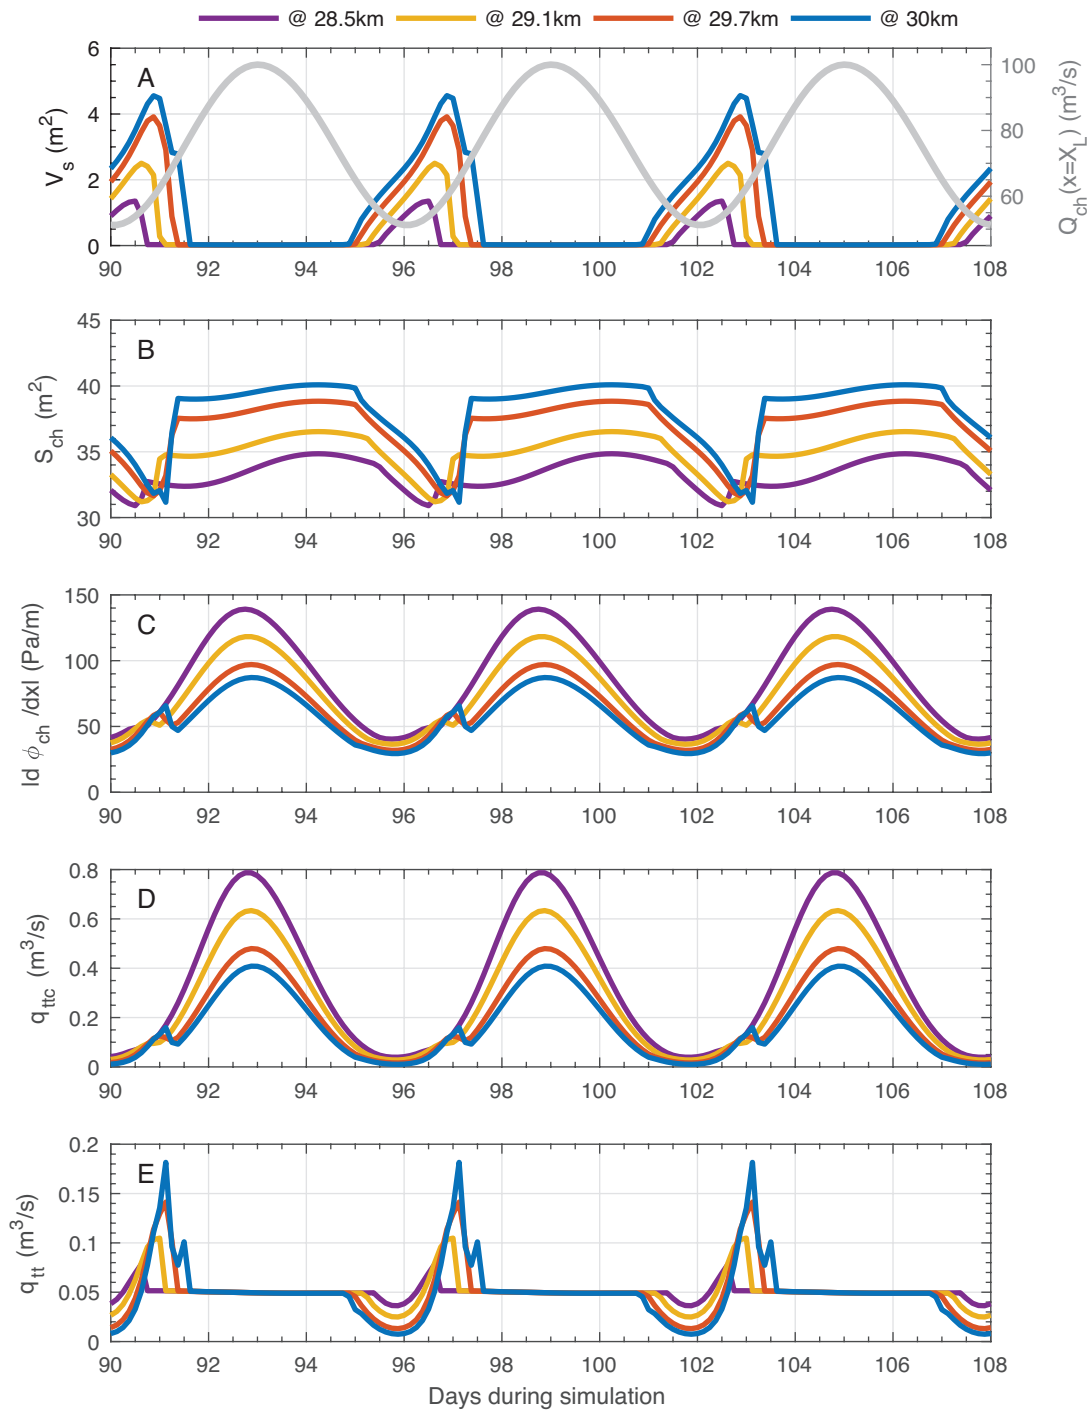 @ 28.5km @ 29.1km @ 29.7km @ 30km
A
V_s (m^2)
Q_ch(x=X_L) (m^3/s)
6
4
2
0
100
80
60
90 92 94 96 98 100 102 104 106 108
B
S_ch (m^2)
45
40
35
30
90 92 94 96 98 100 102 104 106 108
C
|d ϕ_ch/dx| (Pa/m)
150
100
50
0
90 92 94 96 98 100 102 104 106 108
D
q_ttc (m^3/s)
0.8
0.6
0.4
0.2
0
90 92 94 96 98 100 102 104 106 108
E
q_tt (m^3/s)
0.2
0.15
0.1
0.05
0
90 92 94 96 98 100 102 104 106 108
Days during simulation